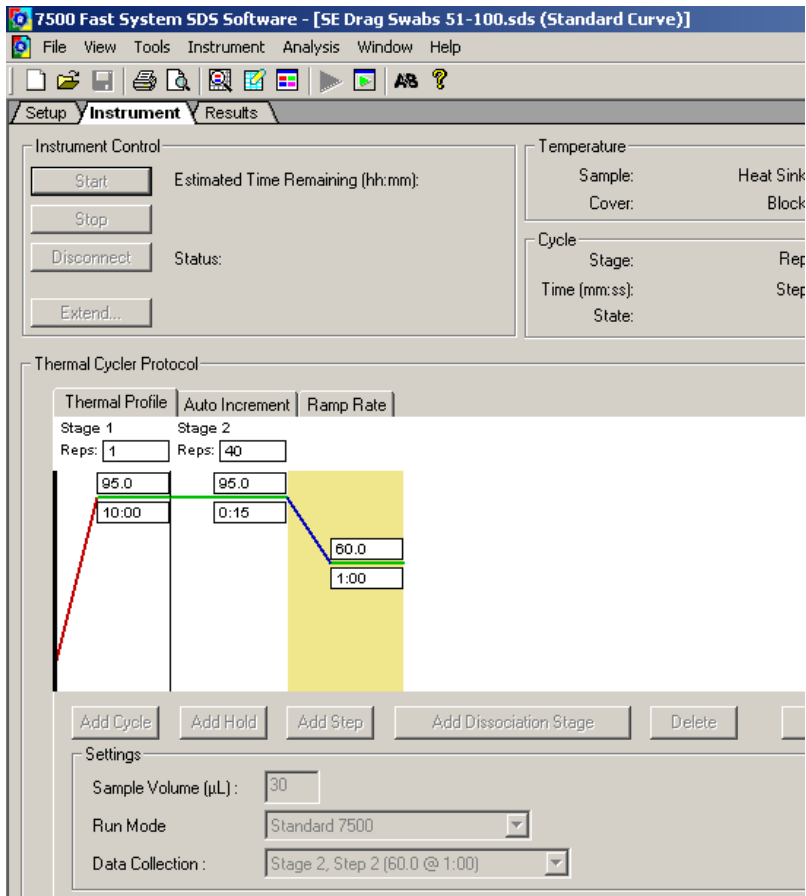 7500 Fast System SDS Software - [SE Drag Swabs 51-100.sds (Standard Curve)]
File View Tools Instrument Analysis Window Help
Setup Instrument Results
Instrument Control
Start Estimated Time Remaining (hh:mm):
Stop
Disconnect Status:
Extend...
Temperature
Sample: Heat Sink
Cover: Block
Cycle
Stage: Rep
Time (mm:ss): Step
State:
Thermal Cycler Protocol
Thermal Profile Auto Increment Ramp Rate
Stage 1 Stage 2
Reps: 1 Reps: 40
95.0 95.0
10:00 0:15
60.0
1:00
Add Cycle Add Hold Add Step Add Dissociation Stage Delete
Settings
Sample Volume (µL) : 30
Run Mode Standard 7500
Data Collection : Stage 2, Step 2 (60.0 @ 1:00)